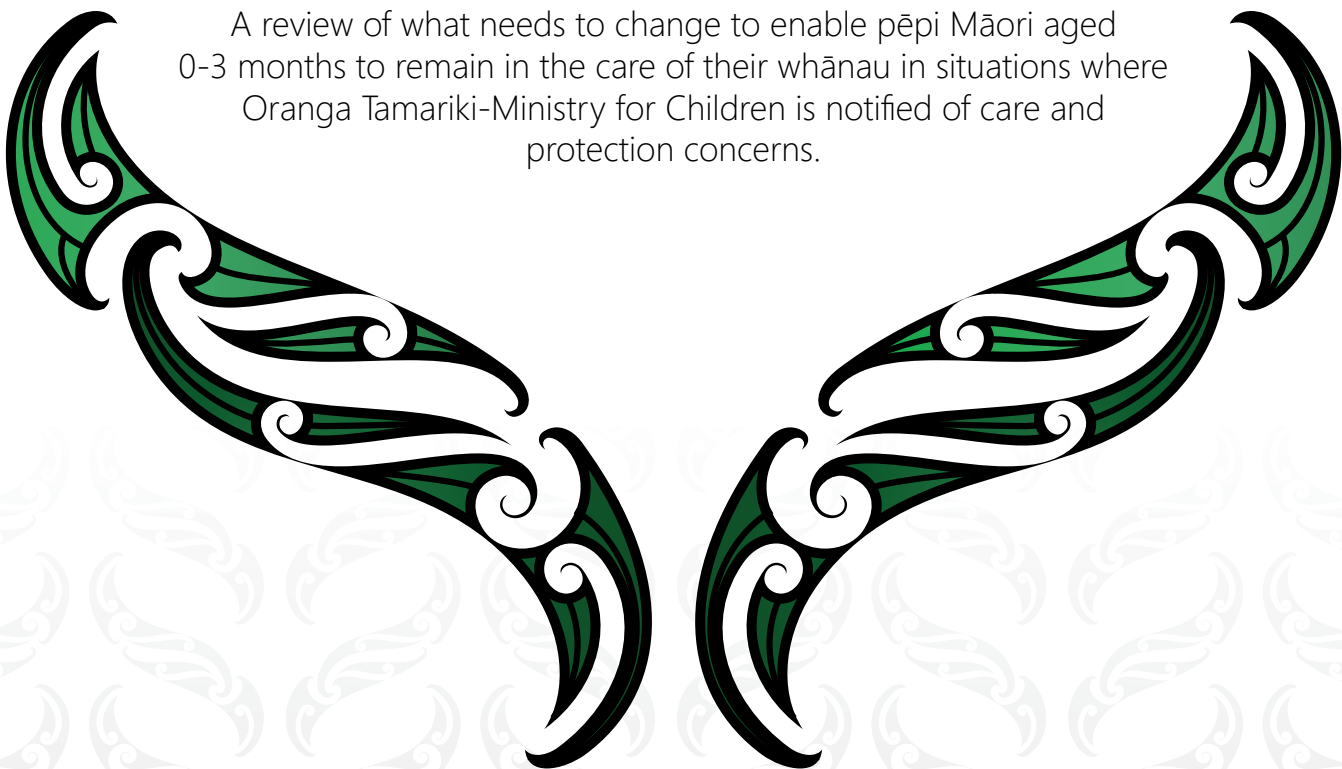 A review of what needs to change to enable pēpi Māori aged
0-3 months to remain in the care of their whānau in situations where
Oranga Tamariki-Ministry for Children is notified of care and
protection concerns.